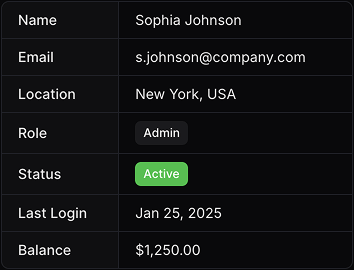 Name Sophia Johnson
Email s.johnson@company.com
Location New York, USA
Role Admin
Status Active
Last Login Jan 25, 2025
Balance $1,250.00